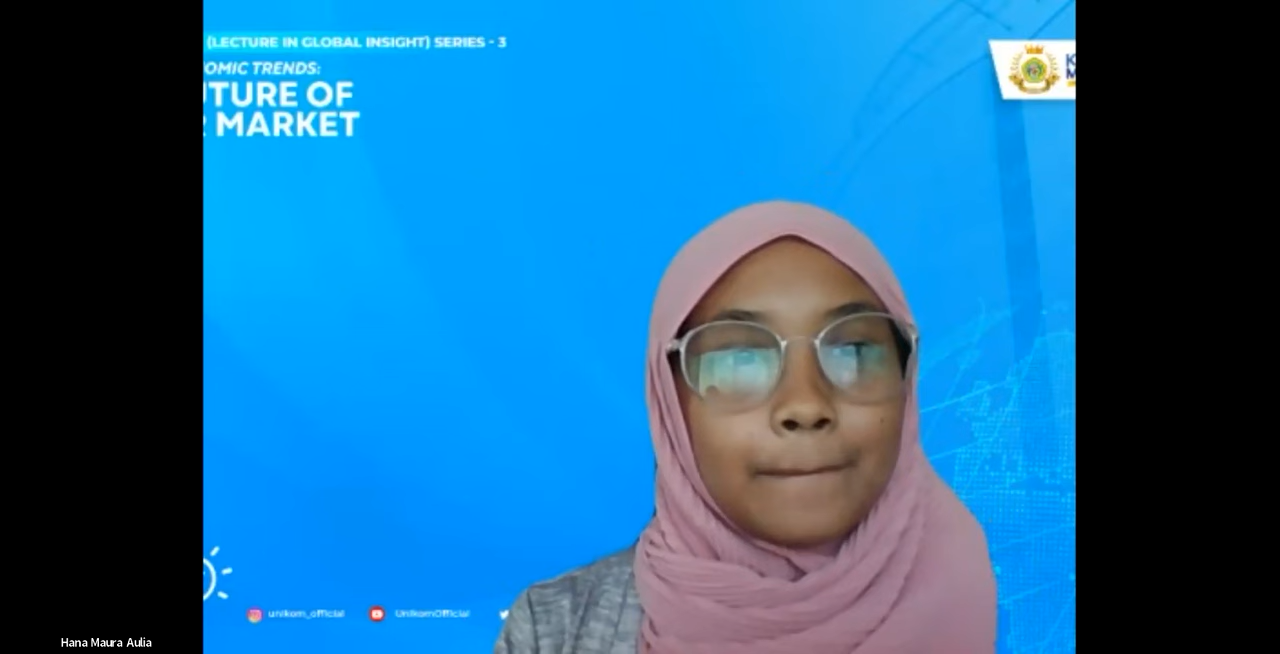 (LECTURE IN GLOBAL INSIGHT) SERIES - 3
OMIC TRENDS:
UTURE OF
R MARKET
unikom_official
UnikomOfficial
Hana Maura Aulia